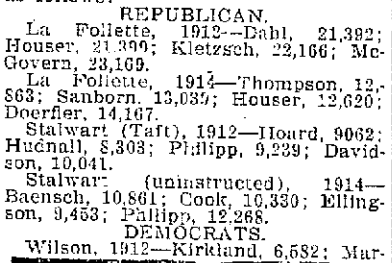 REPUBLICAN.
La Follette, 1912--Dahl, 21,392;
Houser, 21,399; Kletzsch, 22,166; Mc-
Govern, 23,169.
La Follette, 1914—Thompson, 12,-
863; Sanborn, 13,039; Houser, 12,620;
Doerfler, 14,167.
Stalwart (Taft), 1912—Hoard, 9062;
Hudnall, 8,303; Philipp, 9,239; David-
son, 10,041.
Stalwart (uninstructed), 1914—
Baensch, 10,861; Cook, 10,330; Elling-
son, 9,453; Philipp, 12,268.
DEMOCRATS.
Wilson, 1912—Kirkland, 6,582; Mar-